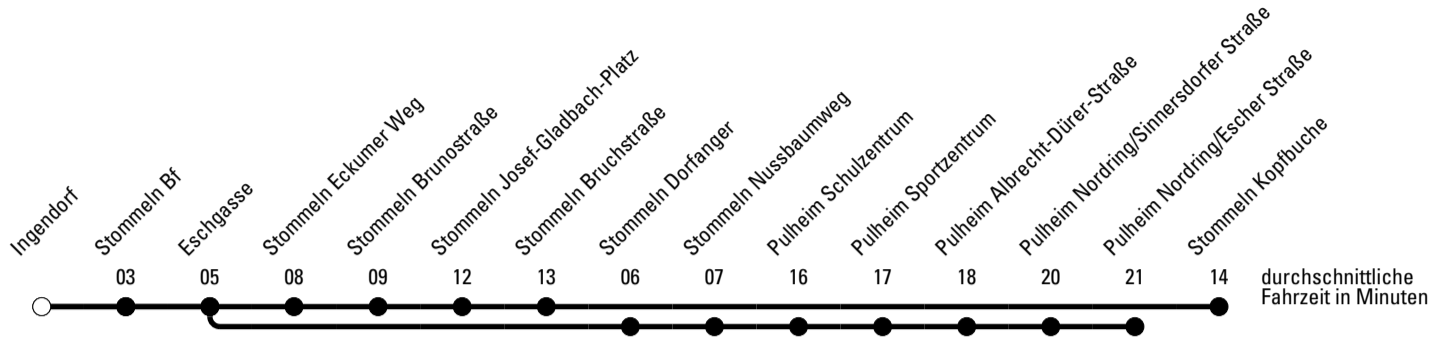 Ingendorf
Stommeln Bf
Eschgasse
Stommeln Eckumer Weg
Stommeln Brunostraße
Stommeln Josef-Gladbach-Platz
Stommeln Bruchstraße
Stommeln Dorfanger
Stommeln Nussbaumweg
Pulheim Schulzentrum
Pulheim Sportzentrum
Pulheim Albrecht-Dürer-Straße
Pulheim Nordring/Sinnersdorfer Straße
Pulheim Nordring/Escher Straße
Stommeln Kopfbuche
03 05 08 09 12 13 06 07 16 17 18 20 21 14
durchschnittliche
Fahrzeit in Minuten